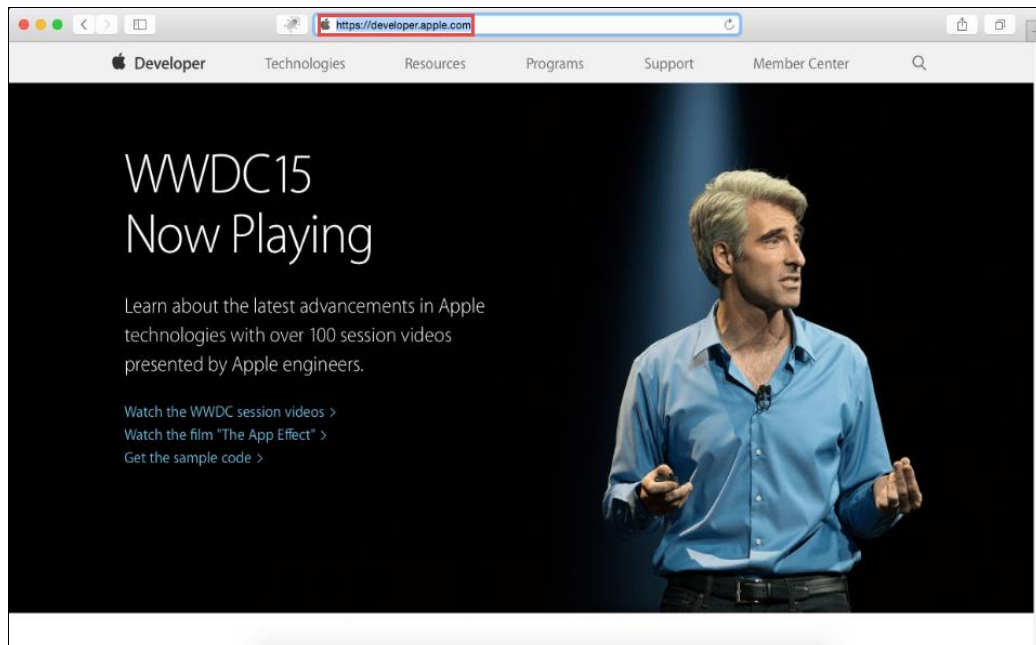 https://developer.apple.com
Developer Technologies Resources Programs Support Member Center
WWDC15
Now Playing
Learn about the latest advancements in Apple
technologies with over 100 session videos
presented by Apple engineers.
Watch the WWDC session videos >
Watch the film "The App Effect" >
Get the sample code >